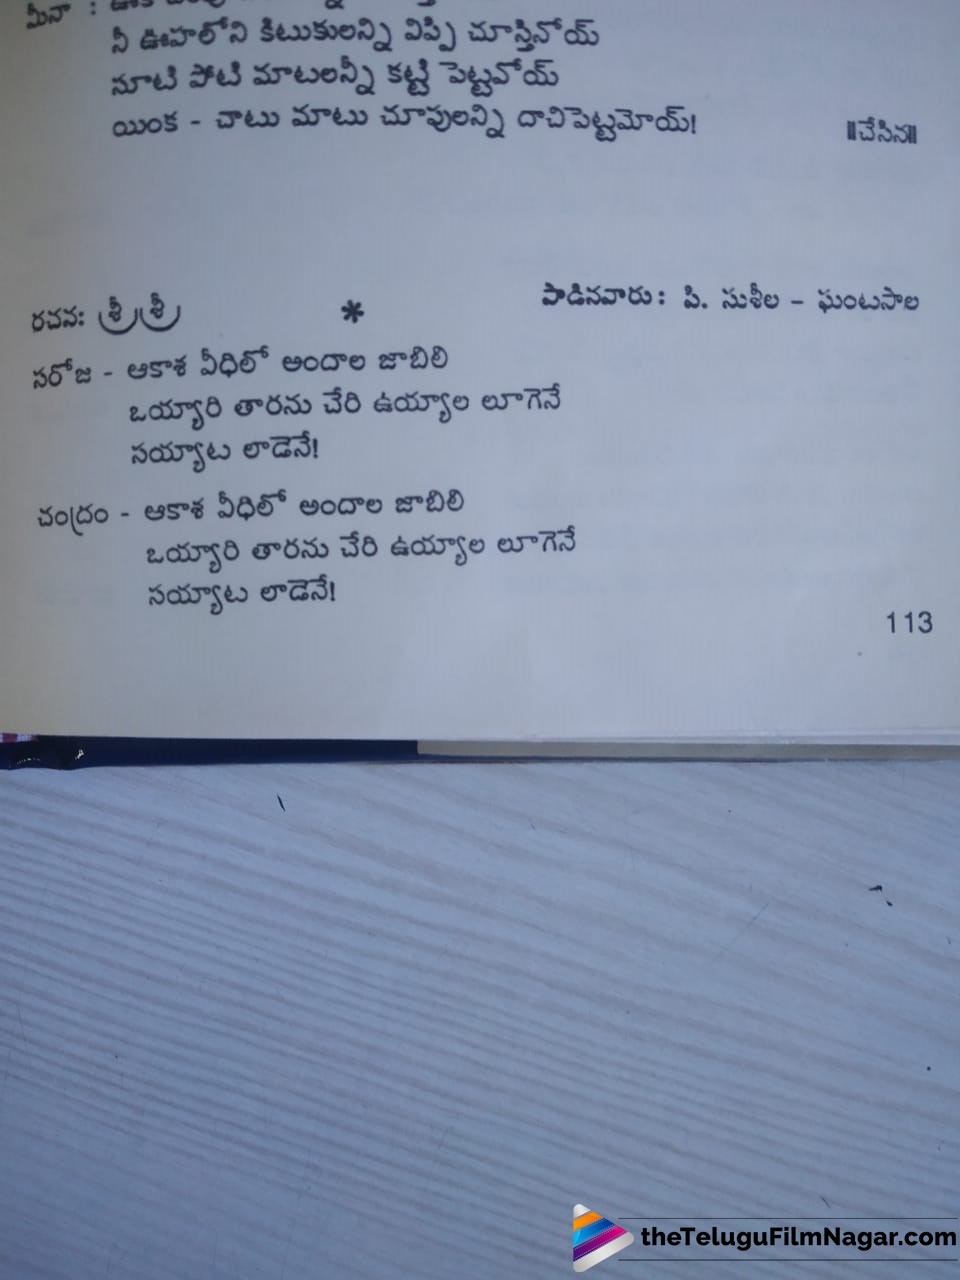 మీనా :
నీ ఊహలోని కిటుకులన్ని విప్పి చూస్తినోయ్
సూటి పోటి మాటలన్నీ కట్టి పెట్టవోయ్
యింక - చాటు మాటు చూపులన్ని దాచిపెట్టమోయ్! ॥చేసిన॥
రచన: శ్రీశ్రీ * పాడినవారు: పి. సుశీల - ఘంటసాల
సరోజ - ఆకాశ వీధిలో అందాల జాబిలి
ఒయ్యారి తారను చేరి ఉయ్యాల లూగెనే
సయ్యాట లాడెనే!
చంద్రం - ఆకాశ వీధిలో అందాల జాబిలి
ఒయ్యారి తారను చేరి ఉయ్యాల లూగెనే
సయ్యాట లాడెనే!
113
theTeluguFilmNagar.com